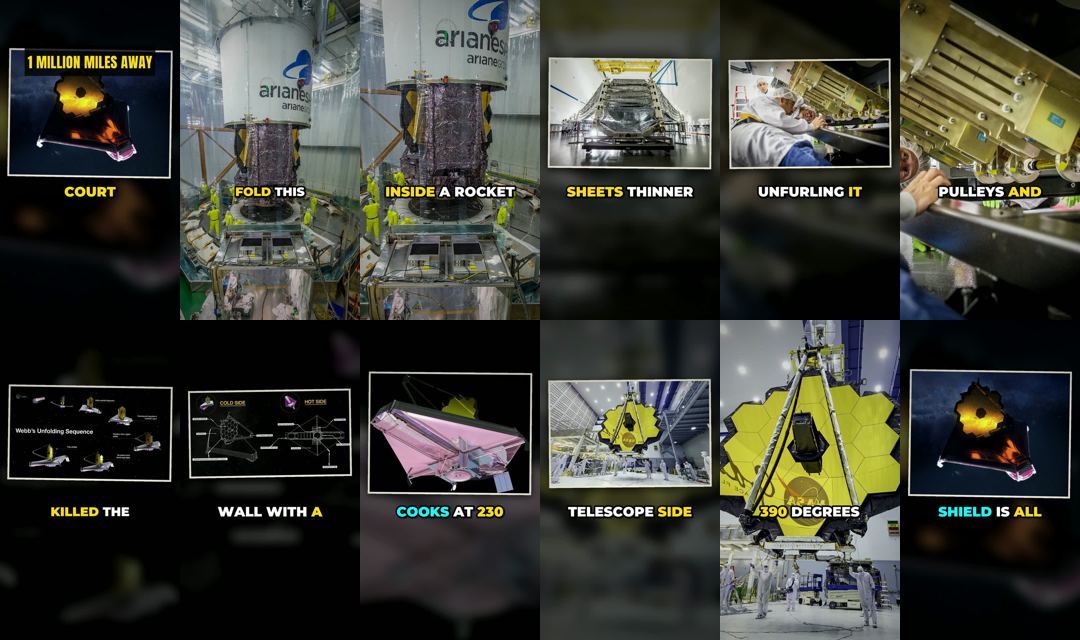 1 MILLION MILES AWAY
COURT
arianes
ariane
FOLD THIS
arianes
ariane
INSIDE A ROCKET
SHEETS THINNER
UNFURLING IT
PULLEYS AND
Webb's Unfolding Sequence
KILLED THE
COLD SIDE
HOT SIDE
WALL WITH A
COOKS AT 230
TELESCOPE SIDE
390 DEGREES
SHIELD IS ALL